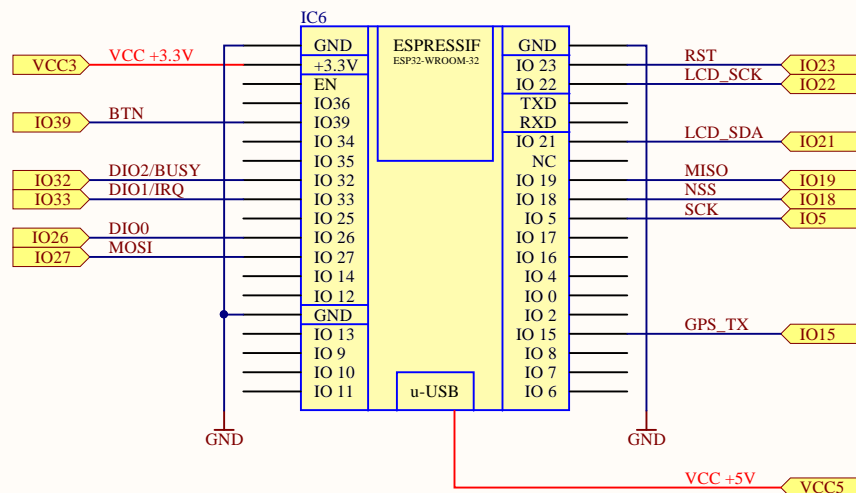 IC6
GND
ESPRESSIF
ESP32-WROOM-32
GND
VCC3
VCC +3.3V
+3.3V
IO 23
RST
IO23
EN
IO 22
LCD_SCK
IO22
IO36
TXD
IO39
BTN
IO39
RXD
IO 34
IO 21
LCD_SDA
IO21
IO 35
NC
IO32
DIO2/BUSY
IO 32
IO 19
MISO
IO19
IO33
DIO1/IRQ
IO 33
IO 18
NSS
IO18
IO 25
IO 5
SCK
IO5
IO26
DIO0
IO 26
IO 17
IO27
MOSI
IO 27
IO 16
IO 14
IO 4
IO 12
IO 0
GND
IO 2
IO 13
IO 15
GPS_TX
IO15
IO 9
IO 8
IO 10
IO 7
IO 11
u-USB
IO 6
GND
GND
VCC +5V
VCC5